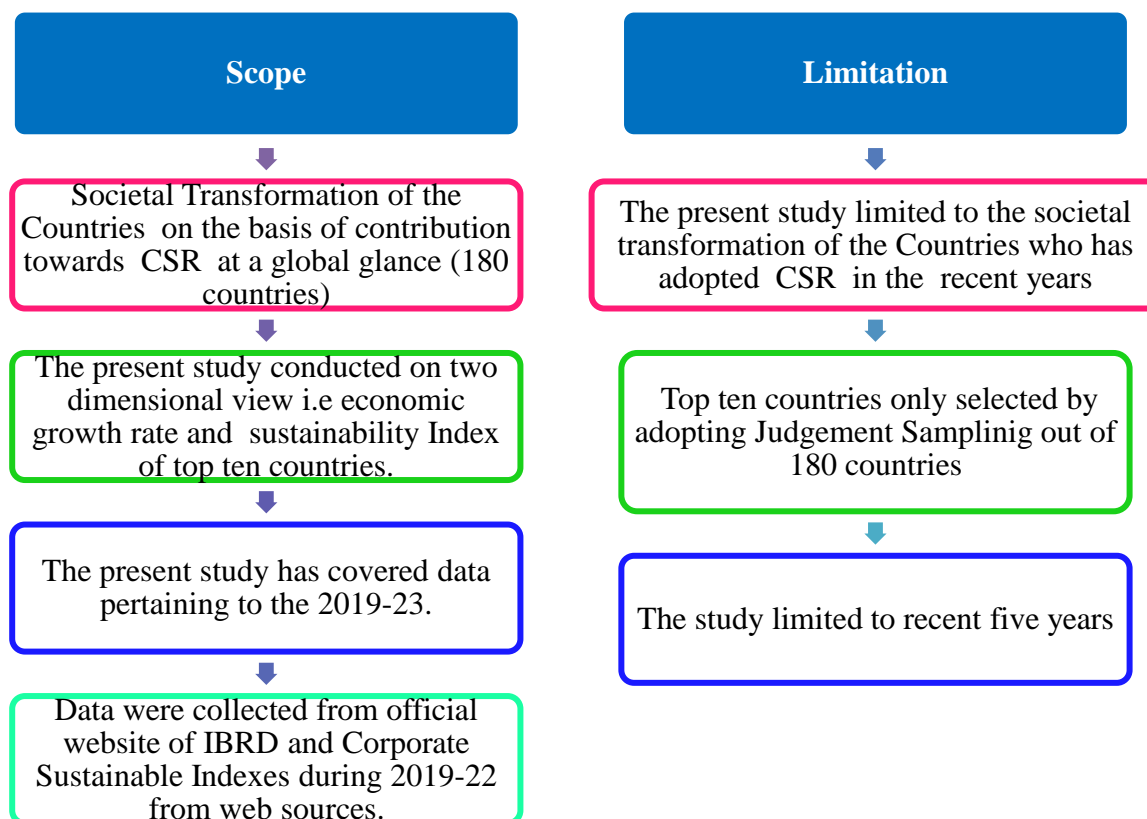 Scope
Societal Transformation of the
Countries on the basis of contribution
towards CSR at a global glance (180
countries)
The present study conducted on two
dimensional view i.e economic
growth rate and sustainability Index
of top ten countries.
The present study has covered data
pertaining to the 2019-23.
Data were collected from official
website of IBRD and Corporate
Sustainable Indexes during 2019-22
from web sources.
Limitation
The present study limited to the societal
transformation of the Countries who has
adopted CSR in the recent years
Top ten countries only selected by
adopting Judgement Samplinig out of
180 countries
The study limited to recent five years